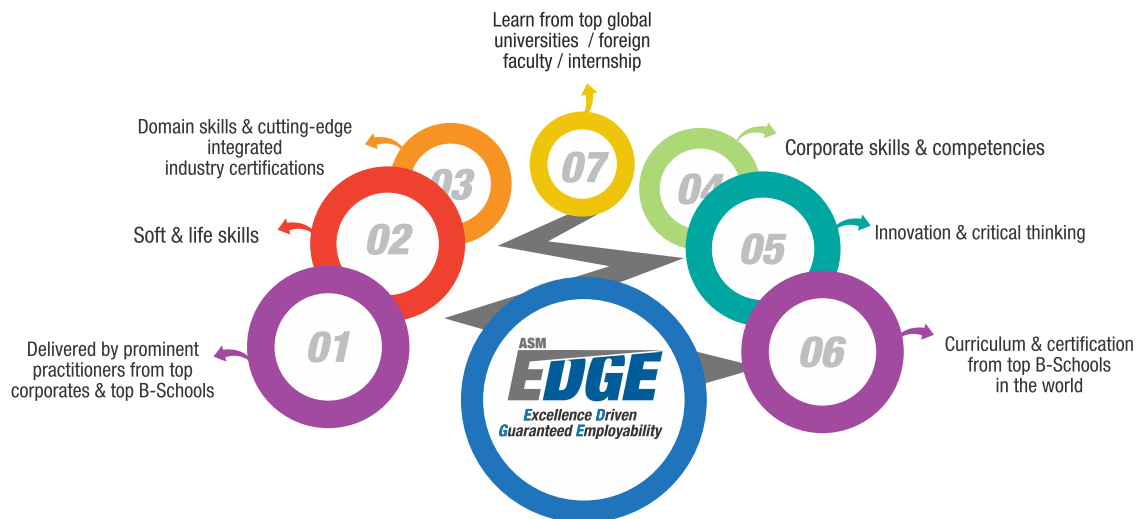 Learn from top global
universities / foreign
faculty / internship
Domain skills & cutting-edge
integrated
industry certifications
Corporate skills & competencies
Soft & life skills
Innovation & critical thinking
Delivered by prominent
practitioners from top
corporates & top B-Schools
Curriculum & certification
from top B-Schools
in the world
07
03
04
02
05
01
06
ASM
EDGE
Excellence Driven
Guaranteed Employability